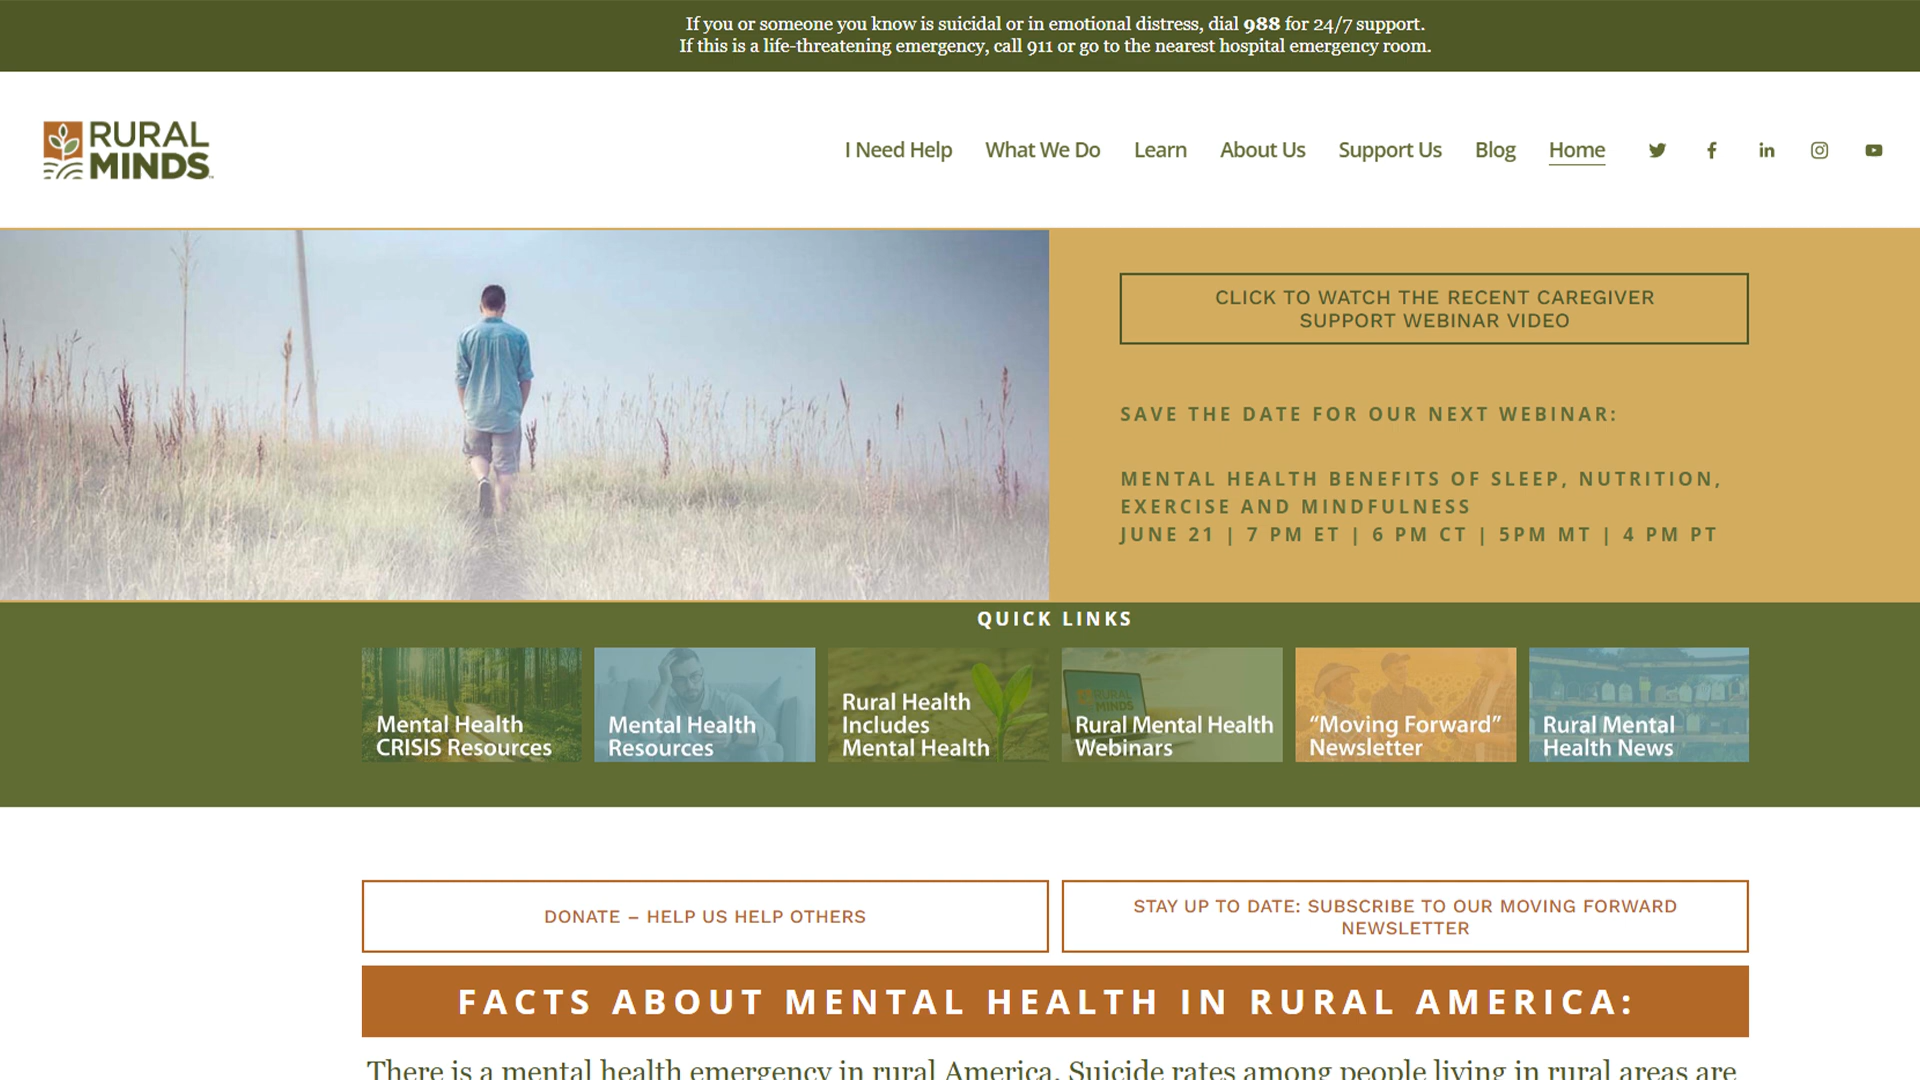 If you or someone you know is suicidal or in emotional distress, dial 988 for 24/7 support.
If this is a life-threatening emergency, call 911 or go to the nearest hospital emergency room.
RURAL
MINDS
I Need Help
What We Do
Learn
About Us
Support Us
Blog
Home
CLICK TO WATCH THE RECENT CAREGIVER
SUPPORT WEBINAR VIDEO
SAVE THE DATE FOR OUR NEXT WEBINAR:
MENTAL HEALTH BENEFITS OF SLEEP, NUTRITION,
EXERCISE AND MINDFULNESS
JUNE 21 | 7 PM ET | 6 PM CT | 5PM MT | 4 PM PT
QUICK LINKS
Mental Health
CRISIS Resources
Mental Health
Resources
Rural Health
Includes
Mental Health
RURAL
MINDS
Rural Mental Health
Webinars
“Moving Forward”
Newsletter
Rural Mental
Health News
DONATE – HELP US HELP OTHERS
STAY UP TO DATE: SUBSCRIBE TO OUR MOVING FORWARD
NEWSLETTER
FACTS ABOUT MENTAL HEALTH IN RURAL AMERICA:
There is a mental health emergency in rural America. Suicide rates among people living in rural areas are